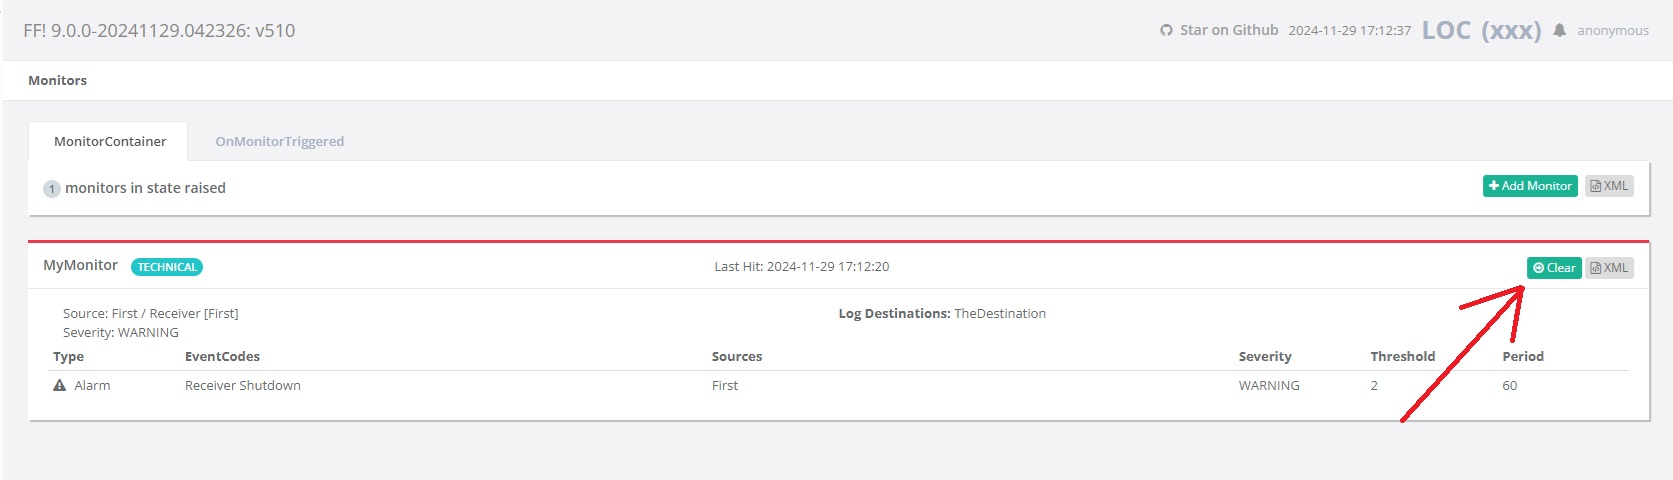 FF! 9.0.0-20241129.042326: v510 Star on Github 2024-11-29 17:12:37 LOC (xxx) anonymous
Monitors
MonitorContainer OnMonitorTriggered
1 monitors in state raised Add Monitor XML
MyMonitor TECHNICAL Last Hit: 2024-11-29 17:12:20 Clear XML
Source: First / Receiver [First] Log Destinations: TheDestination
Severity: WARNING
Type EventCodes Sources Severity Threshold Period
Alarm Receiver Shutdown First WARNING 2 60